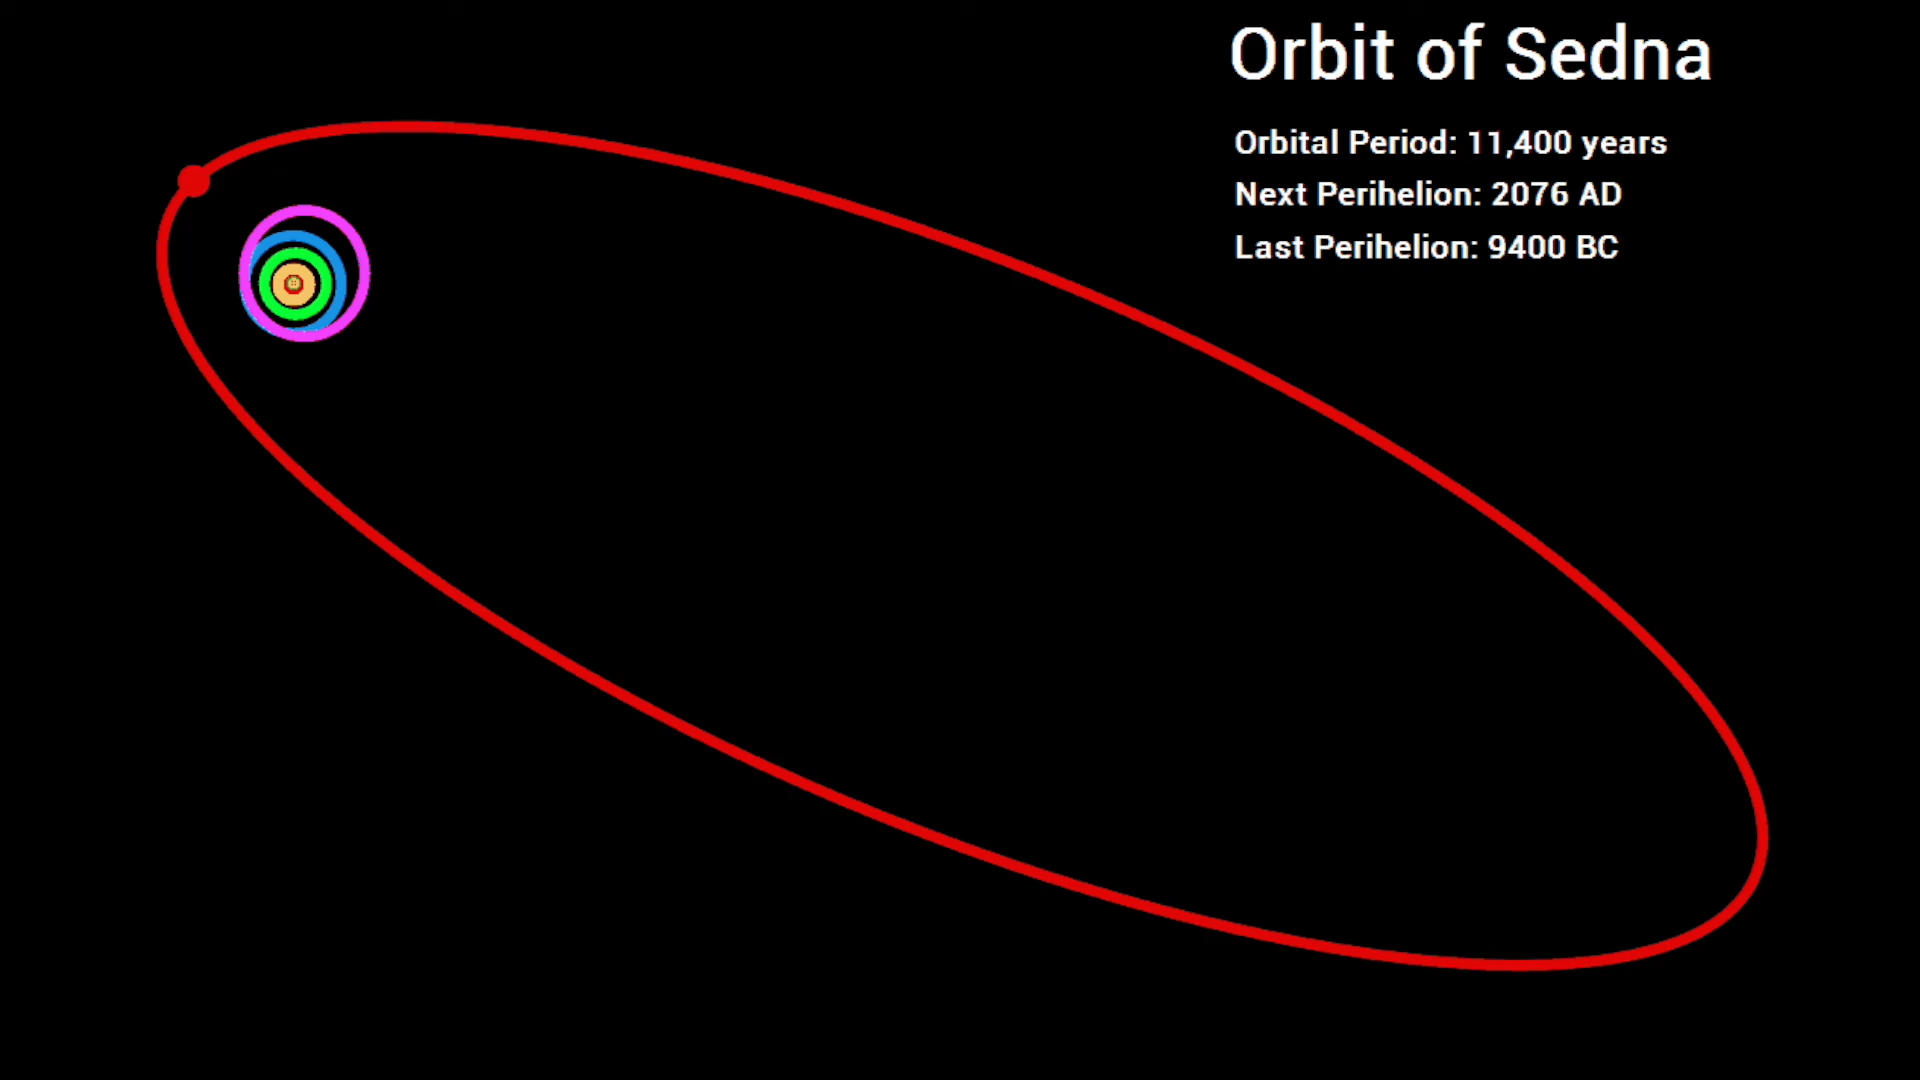 Orbit of Sedna
Orbital Period: 11,400 years
Next Perihelion: 2076 AD
Last Perihelion: 9400 BC